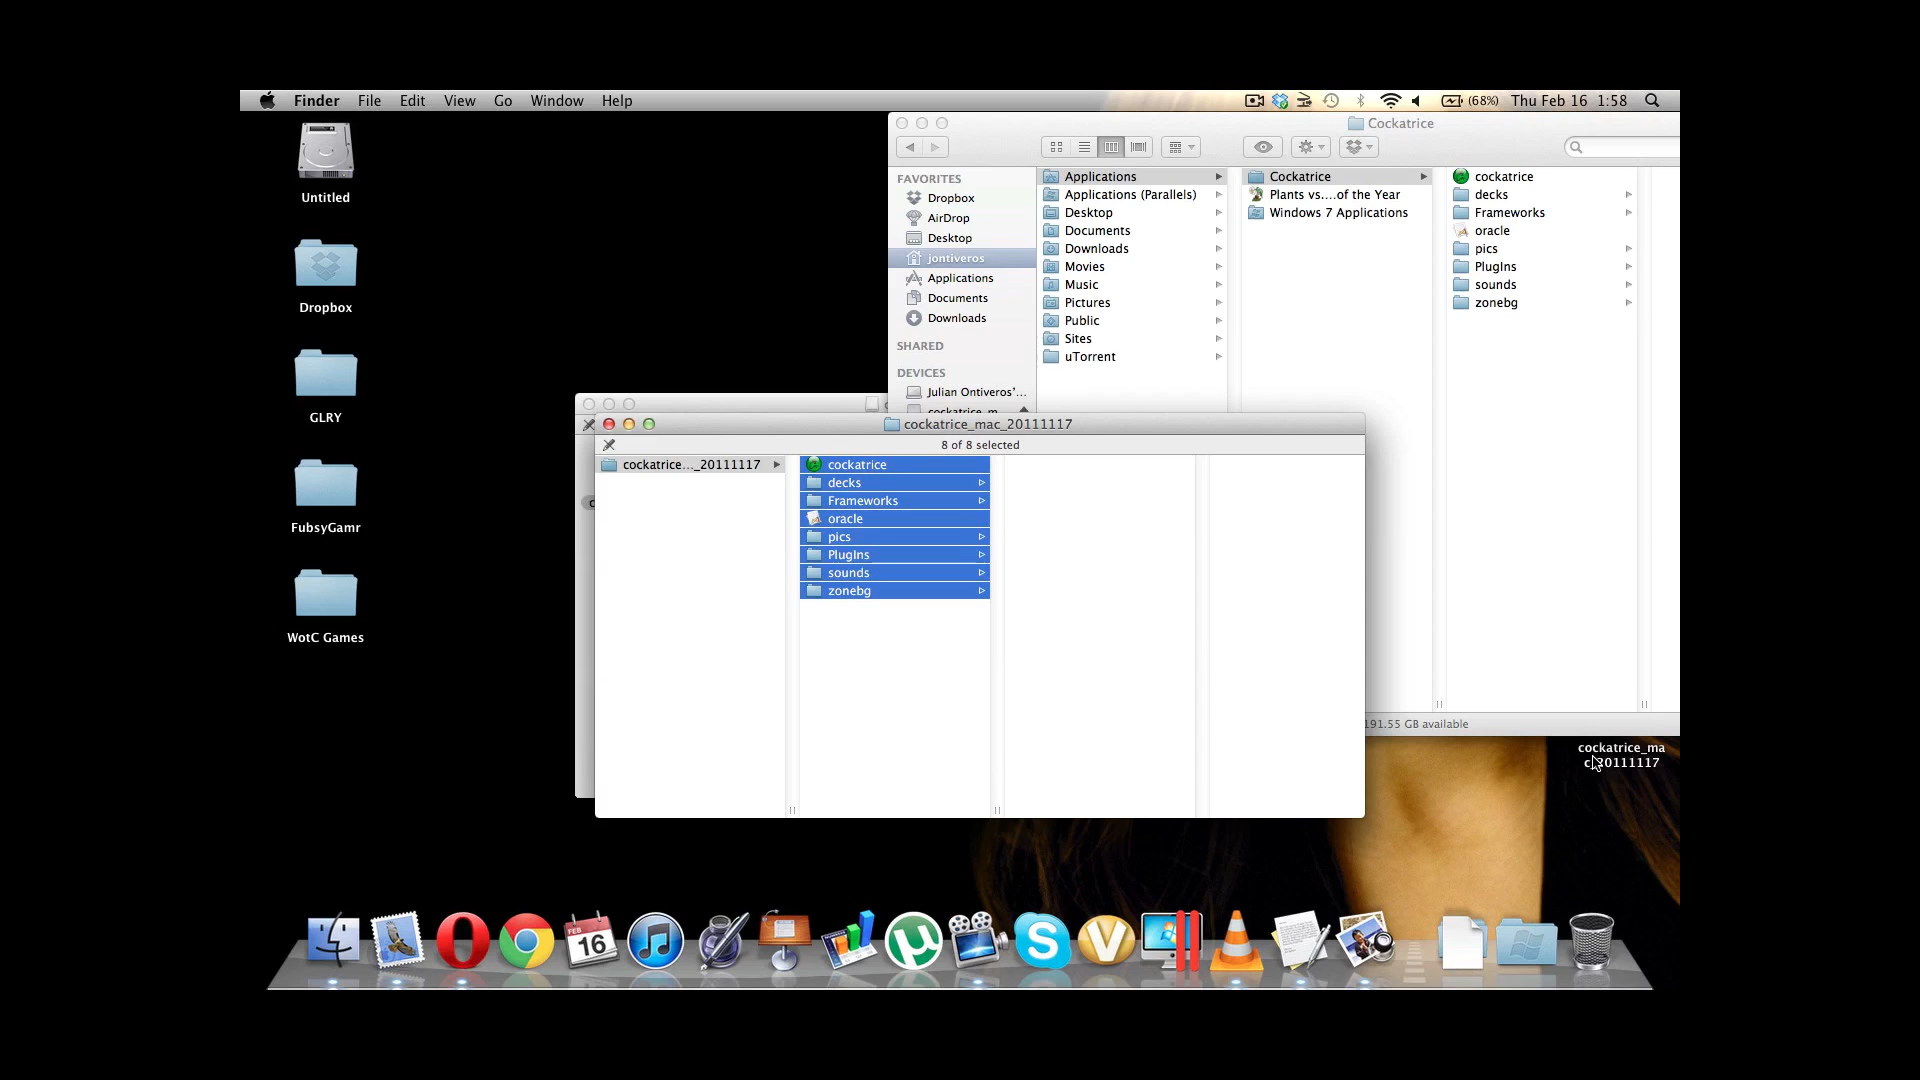 Finder File Edit View Go Window Help
(68%) Thu Feb 16 1:58
Untitled
Dropbox
GLRY
FubsyGamr
WotC Games
Cockatrice
FAVORITES
Dropbox
AirDrop
Desktop
jontiveros
Applications
Documents
Downloads
SHARED
DEVICES
Julian Ontiveros'...
cockatrice_m...
Applications
Applications (Parallels)
Desktop
Documents
Downloads
Movies
Music
Pictures
Public
Sites
uTorrent
Cockatrice
Plants vs....of the Year
Windows 7 Applications
cockatrice
decks
Frameworks
oracle
pics
PlugIns
sounds
zonebg
191.55 GB available
cockatrice_mac_20111117
8 of 8 selected
cockatrice..._20111117
cockatrice
decks
Frameworks
oracle
pics
PlugIns
sounds
zonebg
cockatrice_ma
c_20111117
FEB
16